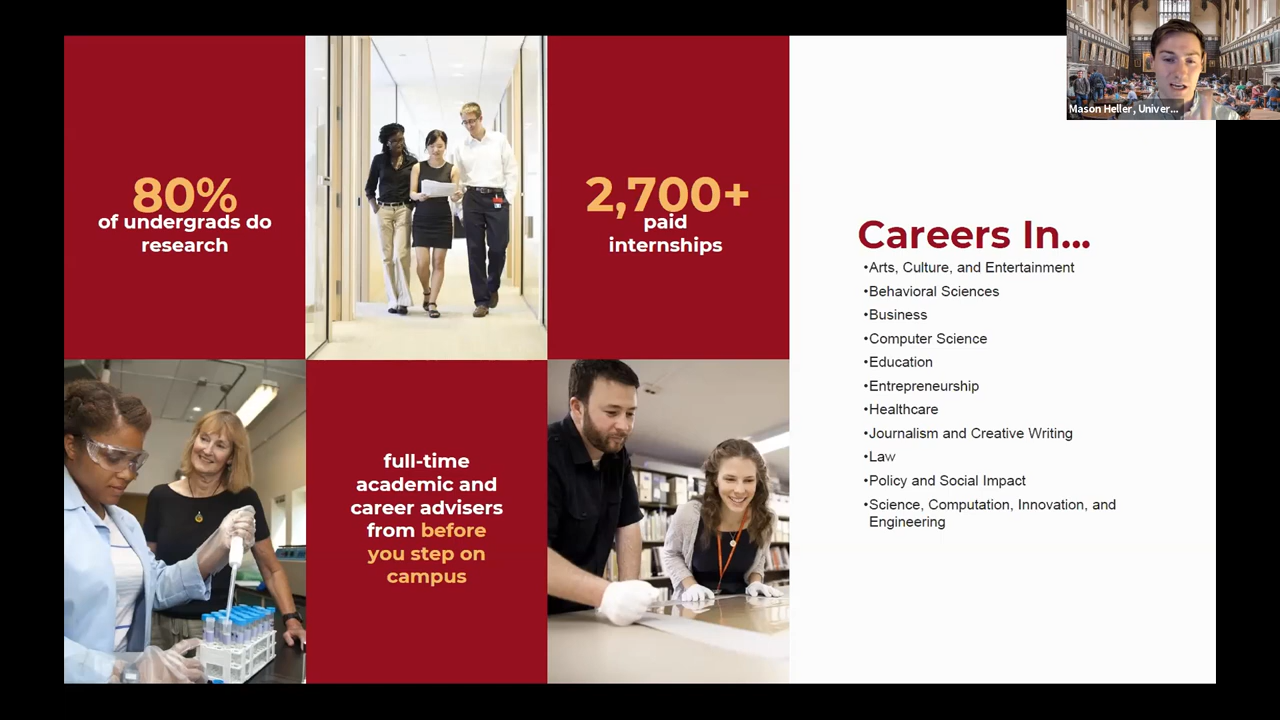 80%
of undergrads do
research
2,700+
paid
internships
full-time
academic and
career advisers
from before
you step on
campus
Careers In...
•Arts, Culture, and Entertainment
•Behavioral Sciences
•Business
•Computer Science
•Education
•Entrepreneurship
•Healthcare
•Journalism and Creative Writing
•Law
•Policy and Social Impact
•Science, Computation, Innovation, and
Engineering
Mason Heller, Univer...